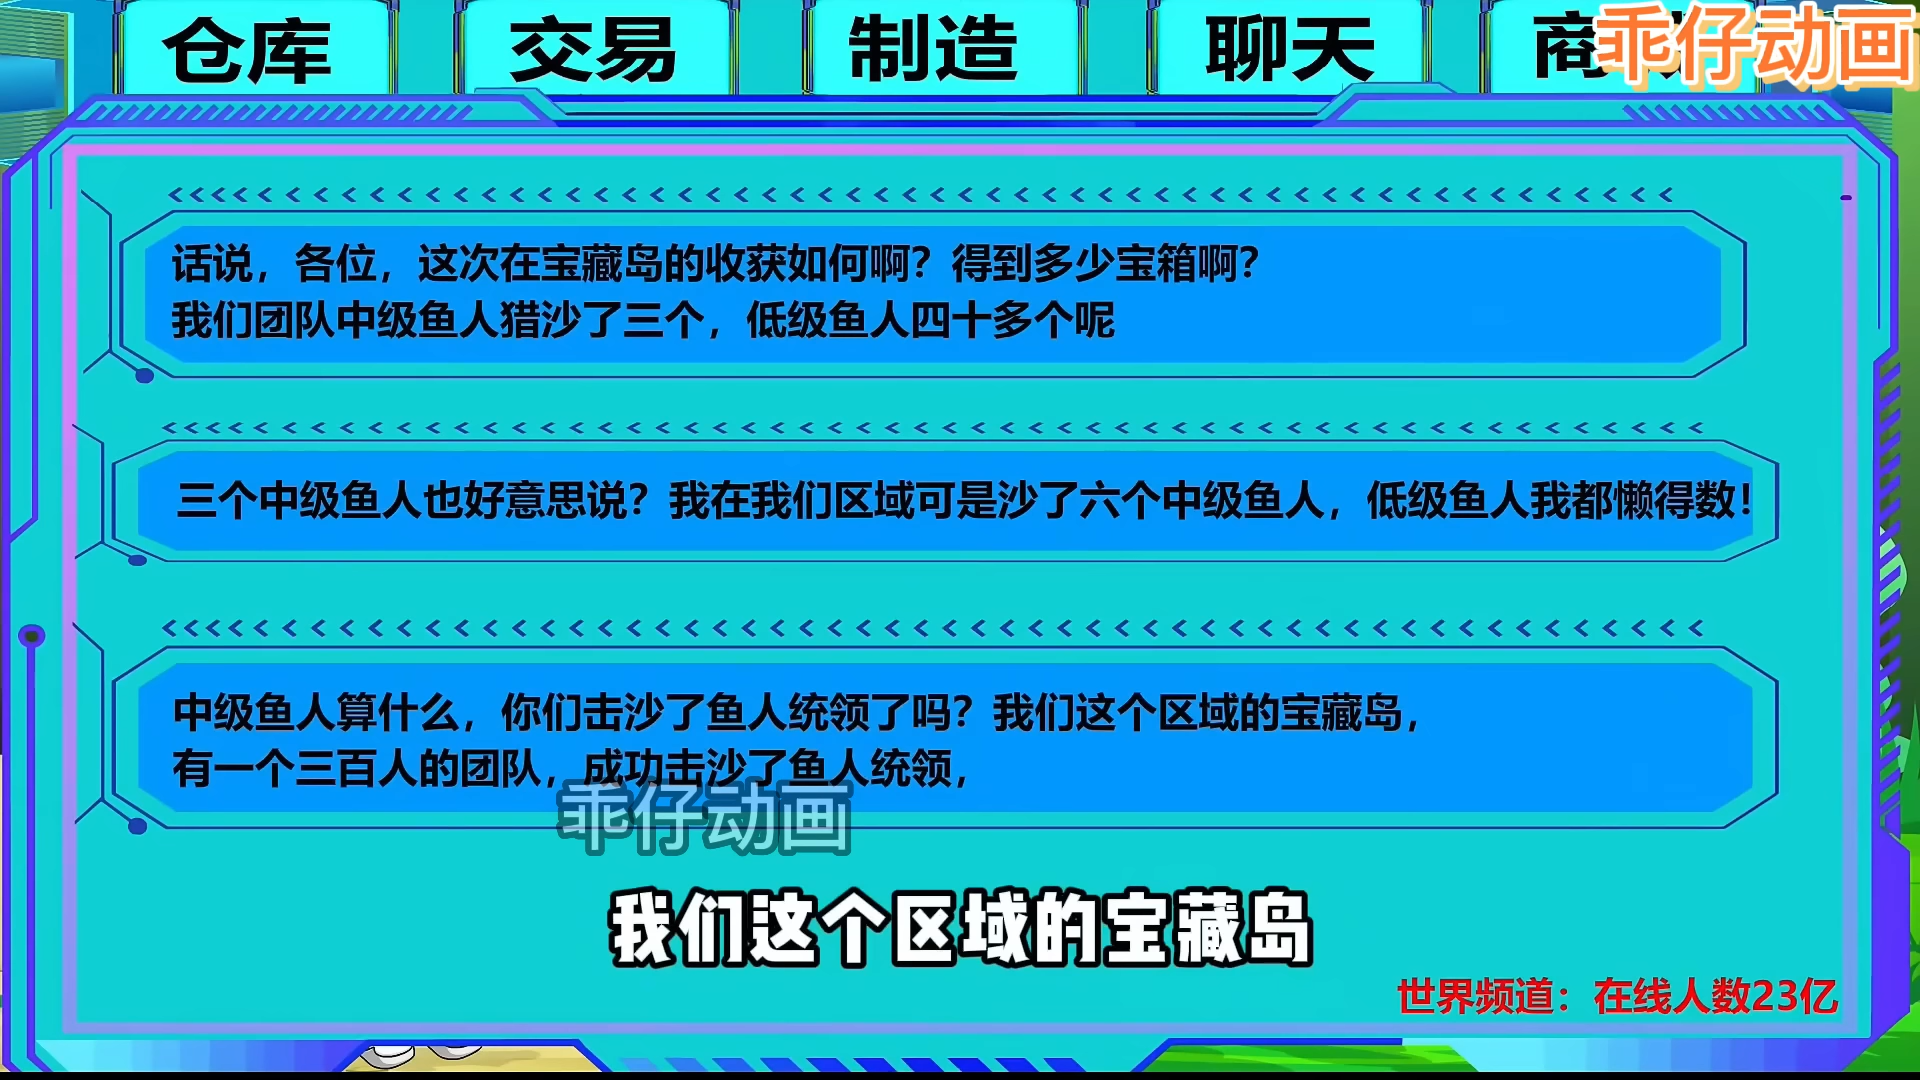 仓库
交易
制造
聊天
商
乖仔动画
话说，各位，这次在宝藏岛的收获如何啊？得到多少宝箱啊？
我们团队中级鱼人猎沙了三个，低级鱼人四十多个呢
三个中级鱼人也好意思说？我在我们区域可是沙了六个中级鱼人，低级鱼人我都懒得数！
中级鱼人算什么，你们击沙了鱼人统领了吗？我们这个区域的宝藏岛，
有一个三百人的团队，成功击沙了鱼人统领，
乖仔动画
我们这个区域的宝藏岛
世界频道：在线人数23亿